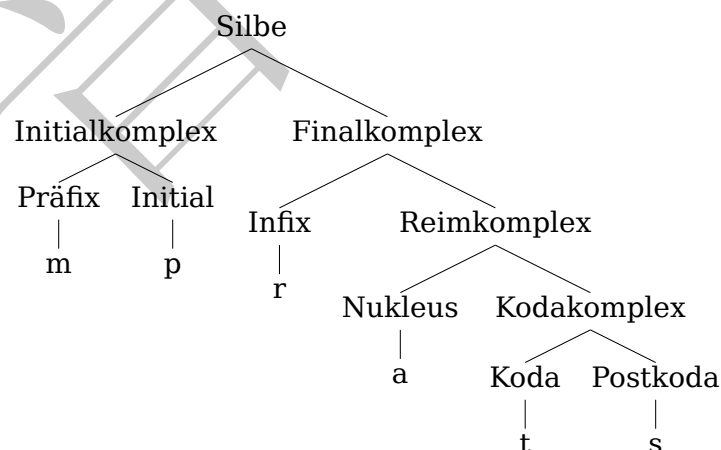 Silbe
Initialkomplex Finalkomplex
Präfix Initial
Infix Reimkomplex
m p
r
Nukleus Kodakomplex
a
Koda Postkoda
t s